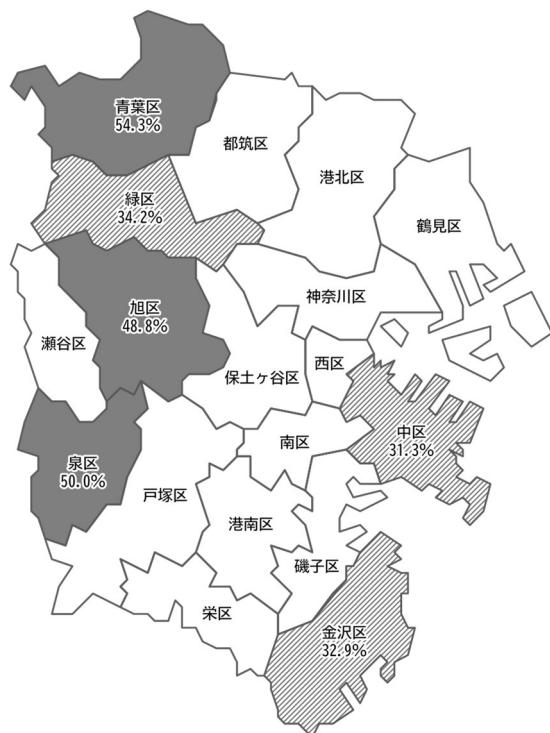 青葉区
54.3%
都筑区
港北区
緑区
34.2%
鶴見区
旭区
48.8%
神奈川区
瀬谷区
保土ヶ谷区
西区
中区
31.3%
南区
泉区
50.0%
戸塚区
港南区
磯子区
栄区
金沢区
32.9%